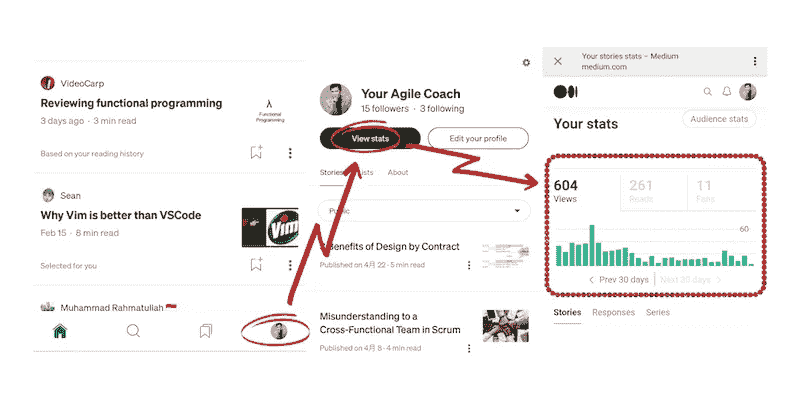 VideoCarp
Reviewing functional programming
3 days ago · 3 min read
λ
Functional
Programming
Based on your reading history
Sean
Why Vim is better than VSCode
Feb 15 · 8 min read
Vim
Selected for you
Muhammad Rahmatullah 🇮🇩
Your Agile Coach
15 followers · 3 following
View stats
Edit your profile
Stories
Lists
About
Public
Benefits of Design by Contract
Published on 4月 22 · 5 min read
Misunderstanding to a
Cross-Functional Team in Scrum
Published on 4月 8 · 4 min read
Your stories stats – Medium
medium.com
Your stats
Audience stats
604
Views
261
Reads
11
Fans
60
Prev 30 days
Next 30 days
Stories
Responses
Series